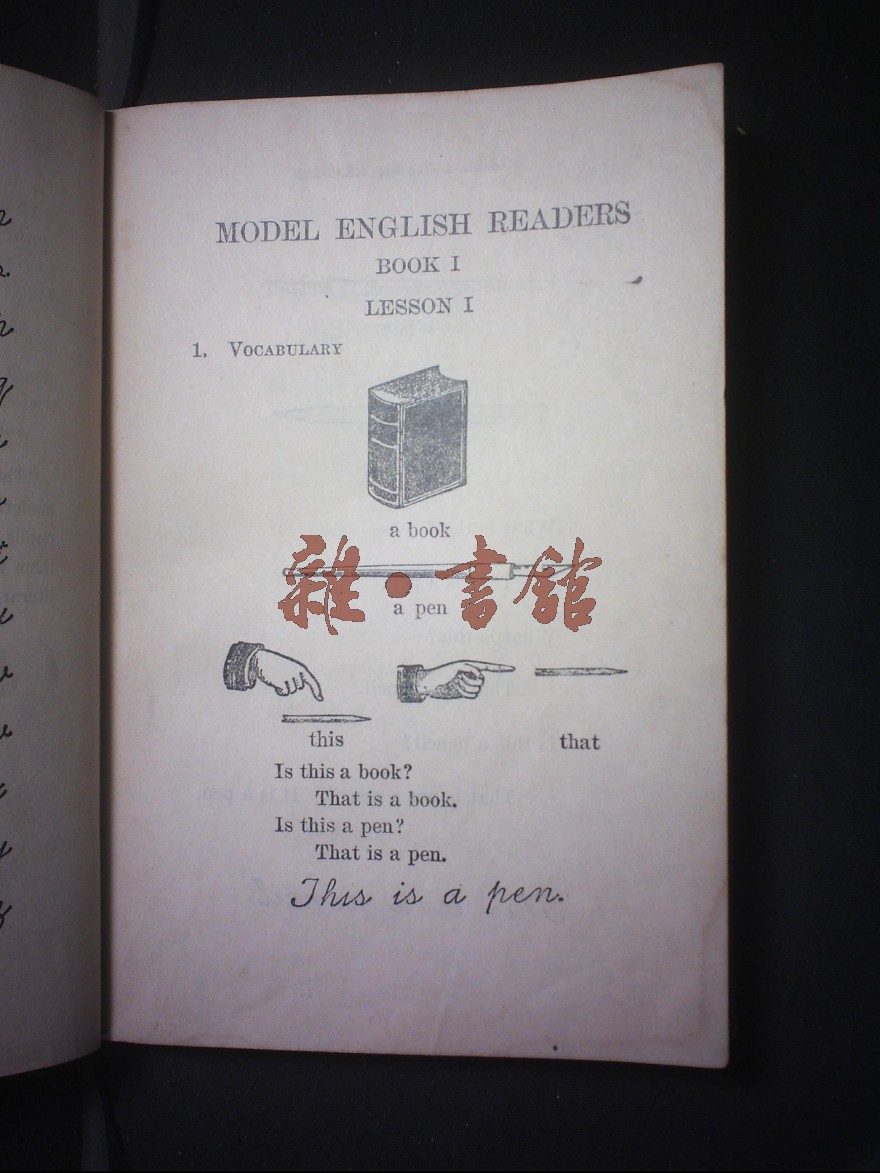 MODEL ENGLISH READERS
BOOK I
LESSON I
1. VOCABULARY
a book
雜·書館
a pen
this that
Is this a book?
That is a book.
Is this a pen?
That is a pen.
This is a pen.